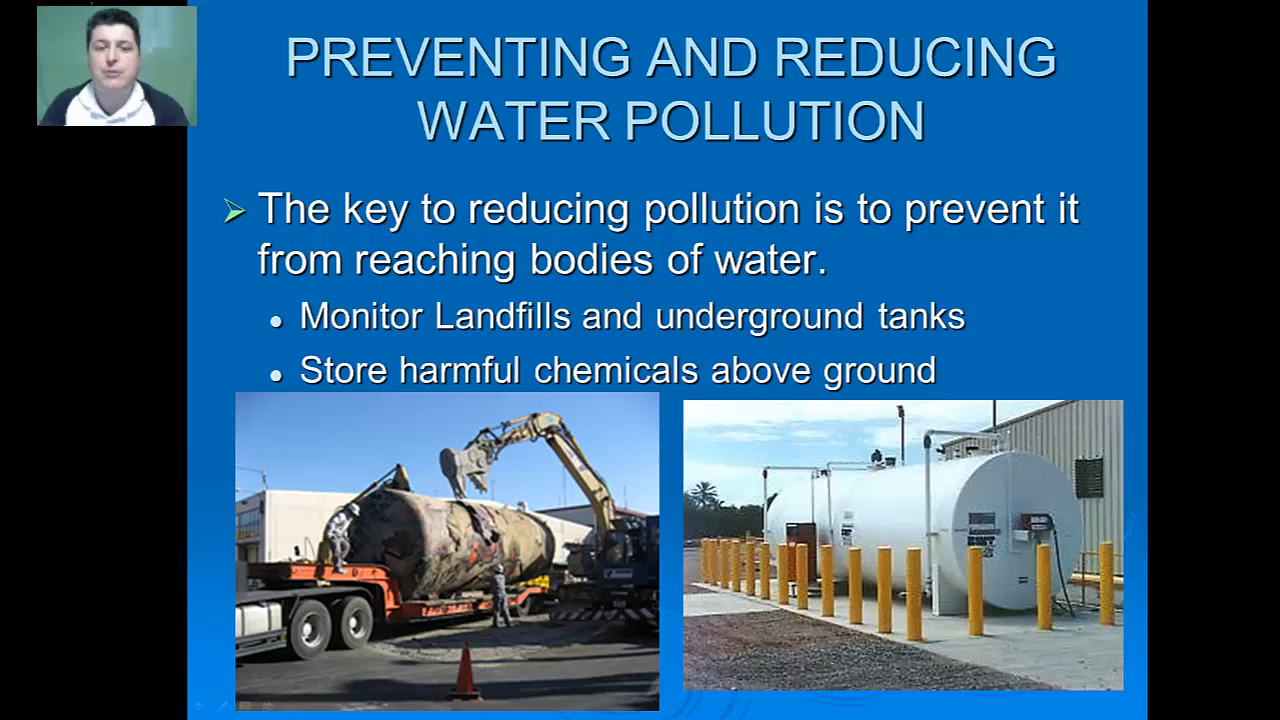 PREVENTING AND REDUCING
WATER POLLUTION
The key to reducing pollution is to prevent it
from reaching bodies of water.
Monitor Landfills and underground tanks
Store harmful chemicals above ground